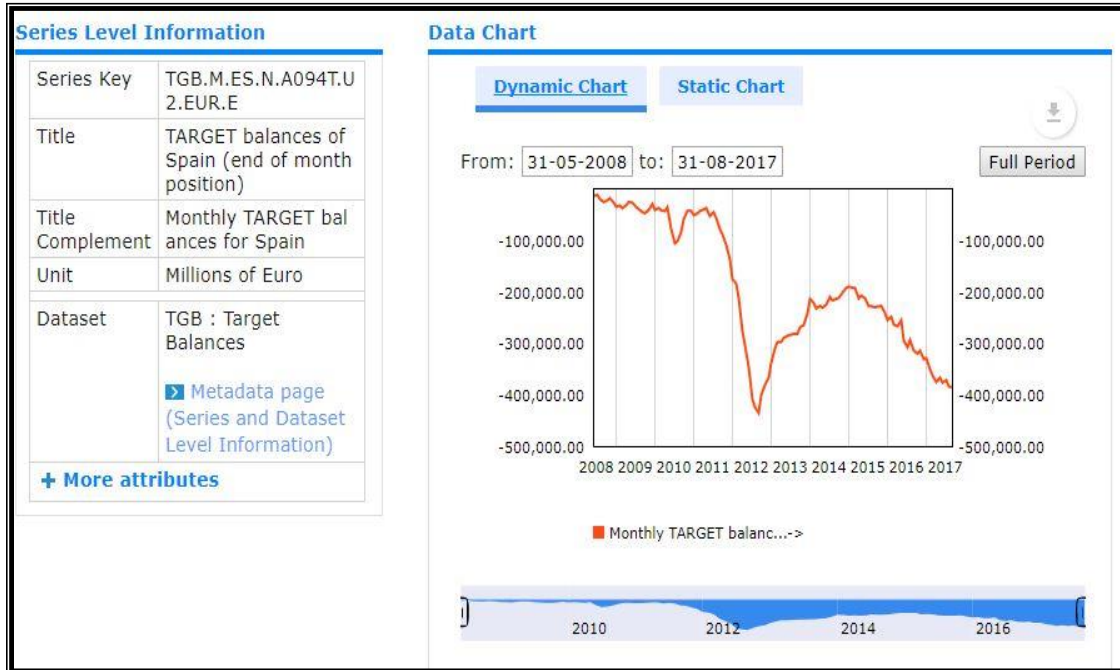 Series Level Information
Series Key
TGB.M.ES.N.A094T.U
2.EUR.E
Title
TARGET balances of
Spain (end of month
position)
Title
Complement
Monthly TARGET bal
ances for Spain
Unit
Millions of Euro
Dataset
TGB : Target
Balances
Metadata page
(Series and Dataset
Level Information)
+ More attributes
Data Chart
Dynamic Chart
Static Chart
From: 31-05-2008 to: 31-08-2017
Full Period
-100,000.00
-200,000.00
-300,000.00
-400,000.00
-500,000.00
-100,000.00
-200,000.00
-300,000.00
-400,000.00
-500,000.00
2008 2009 2010 2011 2012 2013 2014 2015 2016 2017
Monthly TARGET balanc...->
2010 2012 2014 2016